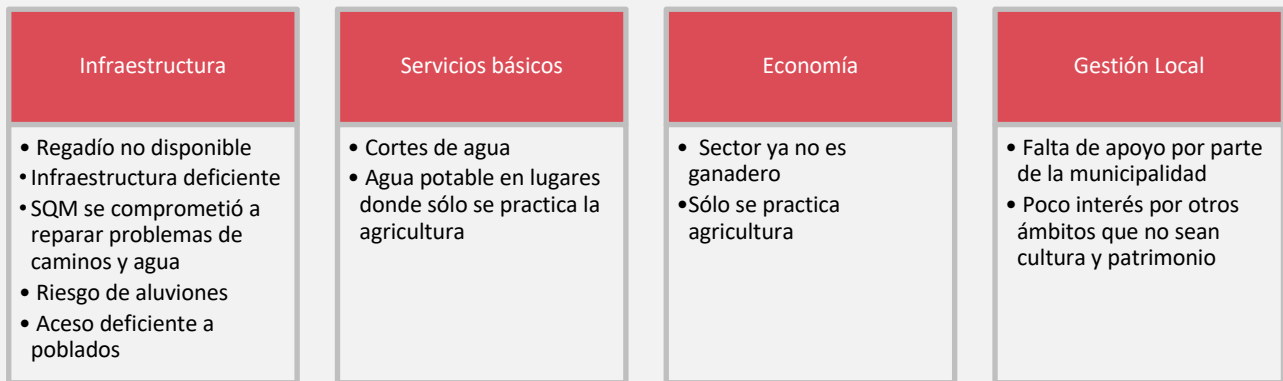 Infraestructura
• Regadío no disponible
• Infraestructura deficiente
• SQM se comprometió a
reparar problemas de
caminos y agua
• Riesgo de aluviones
• Aceso deficiente a
poblados
Servicios básicos
• Cortes de agua
• Agua potable en lugares
donde sólo se practica la
agricultura
Economía
• Sector ya no es
ganadero
•Sólo se practica
agricultura
Gestión Local
• Falta de apoyo por parte
de la municipalidad
• Poco interés por otros
ámbitos que no sean
cultura y patrimonio